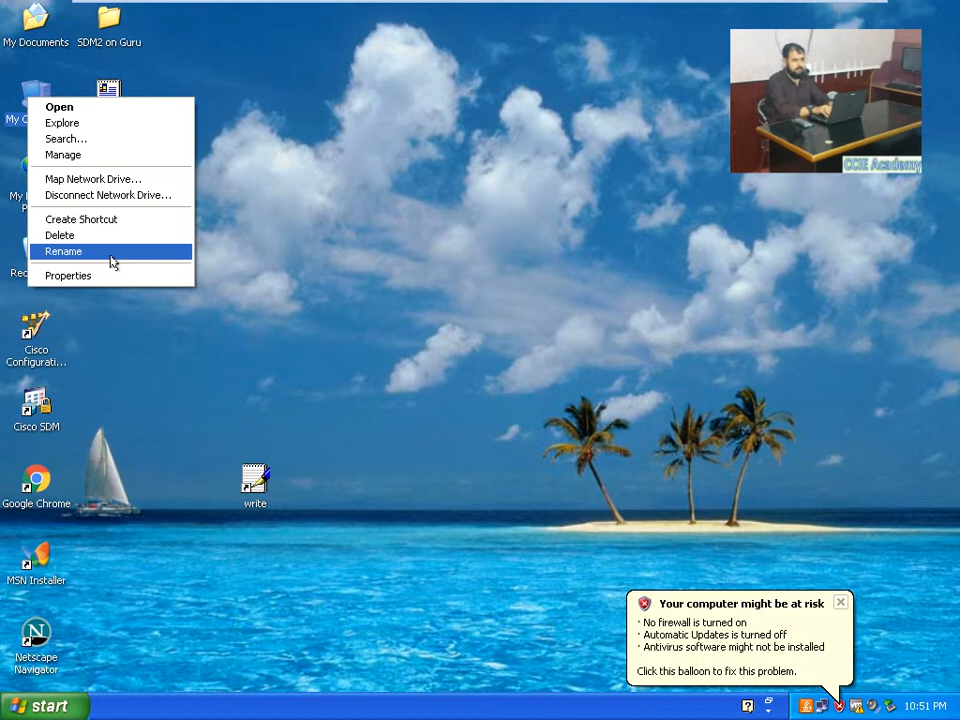 My Documents
SDM2 on Guru
My C
Open
Explore
Search...
Manage
Map Network Drive...
Disconnect Network Drive...
Create Shortcut
Delete
Rename
Properties
My
P
Rec
Cisco
Configurati...
Cisco SDM
Google Chrome
write
MSN Installer
Netscape
Navigator
CCIE Academy
Your computer might be at risk
· No firewall is turned on
· Automatic Updates is turned off
· Antivirus software might not be installed
Click this balloon to fix this problem.
start
10:51 PM